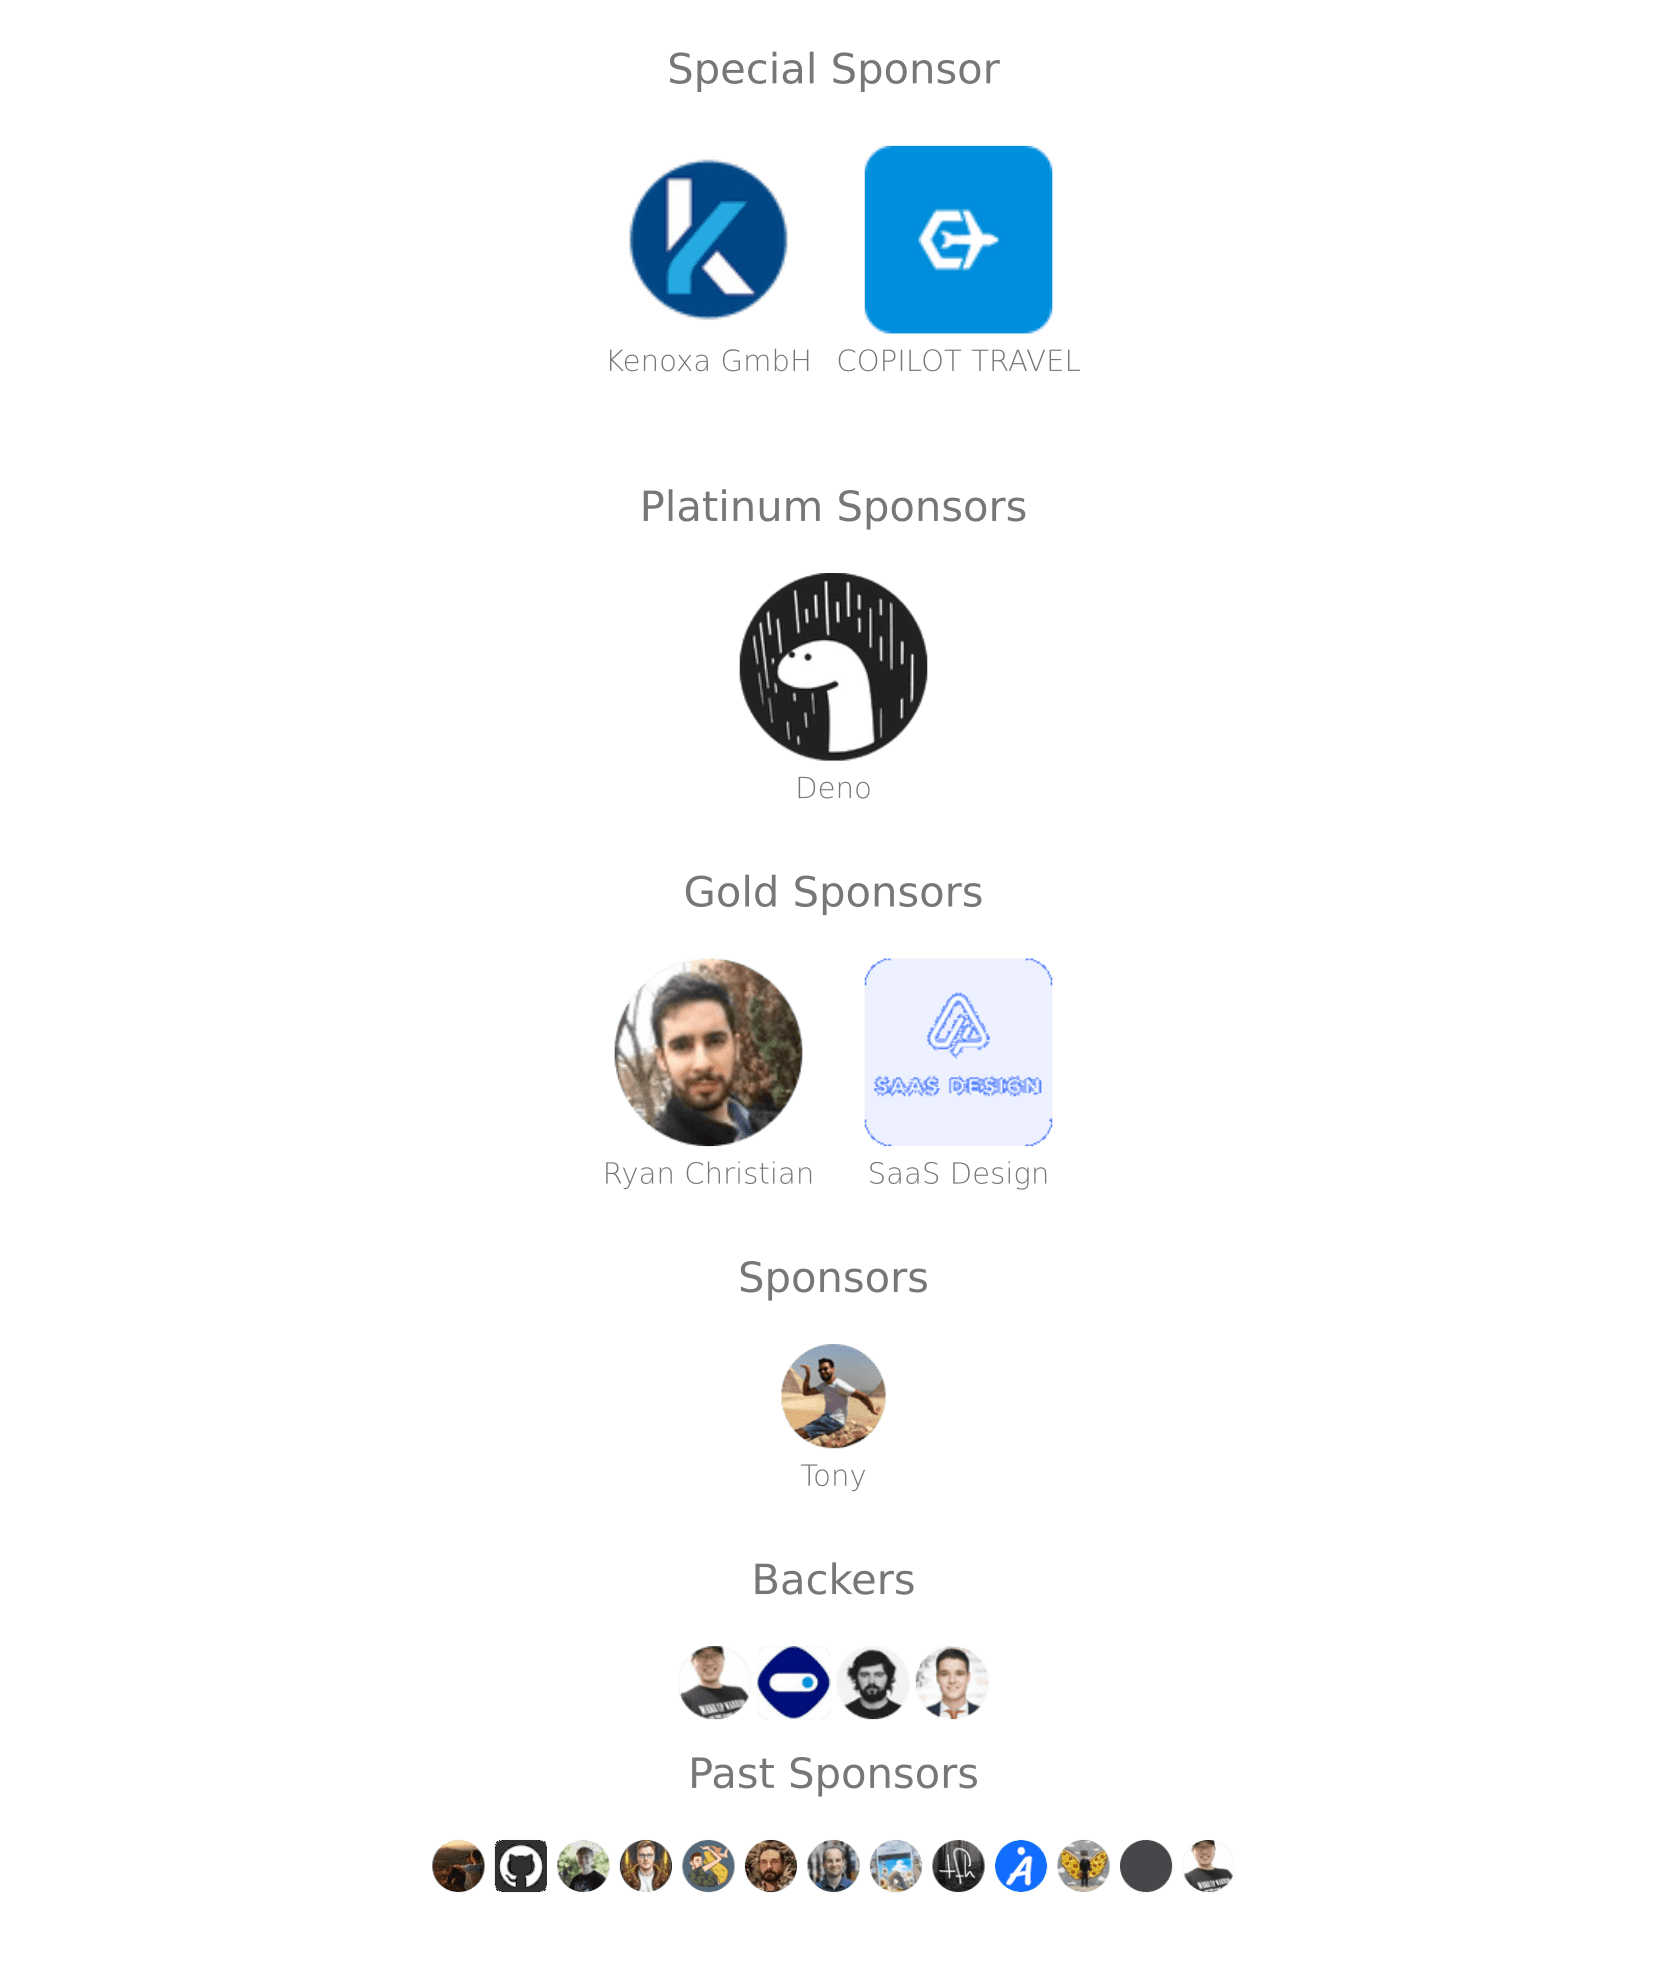 Special Sponsor
Kenoxa GmbH COPILOT TRAVEL
Platinum Sponsors
Deno
Gold Sponsors
SAAS DESIGN
Ryan Christian SaaS Design
Sponsors
Tony
Backers
Past Sponsors